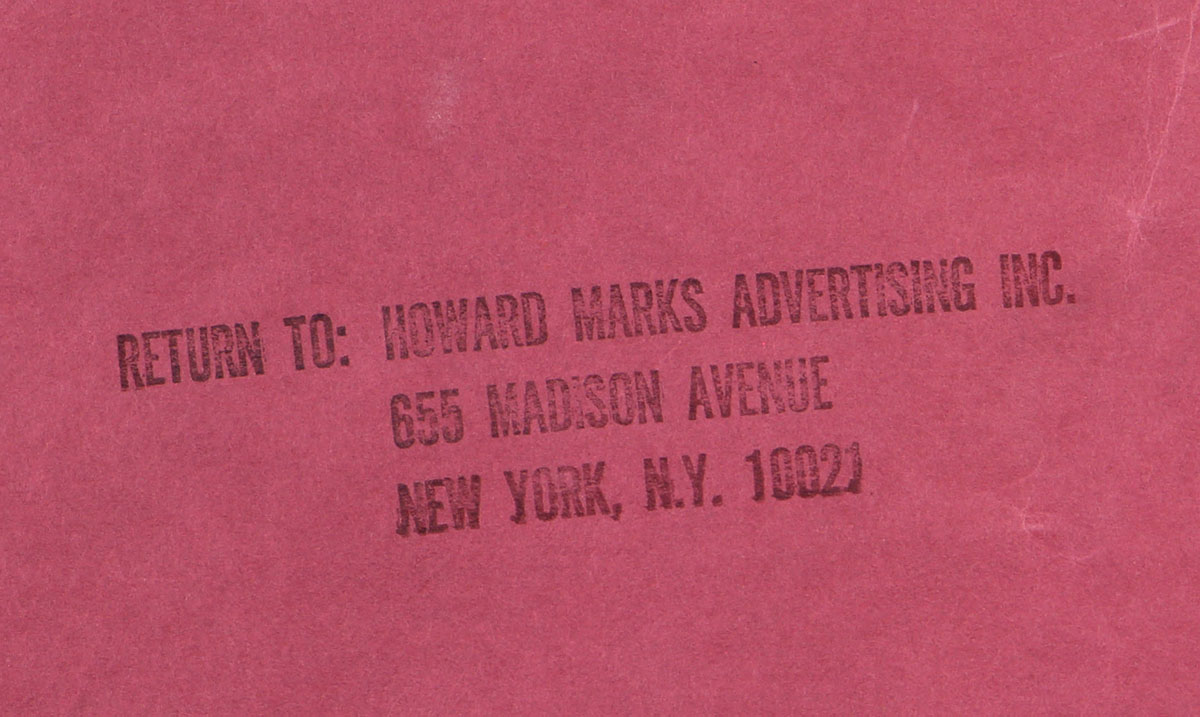 RETURN TO: HOWARD MARKS ADVERTISING INC.
655 MADISON AVENUE
NEW YORK, N.Y. 10021